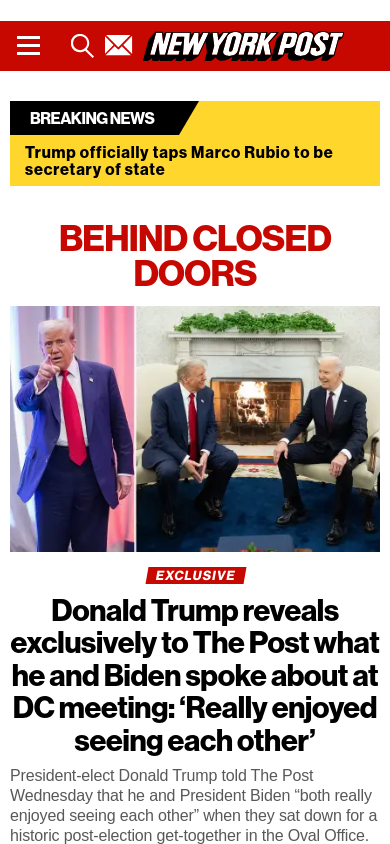 NEW YORK POST
BREAKING NEWS
Trump officially taps Marco Rubio to be
secretary of state
BEHIND CLOSED
DOORS
EXCLUSIVE
Donald Trump reveals
exclusively to The Post what
he and Biden spoke about at
DC meeting: ‘Really enjoyed
seeing each other’
President-elect Donald Trump told The Post
Wednesday that he and President Biden “both really
enjoyed seeing each other” when they sat down for a
historic post-election get-together in the Oval Office.